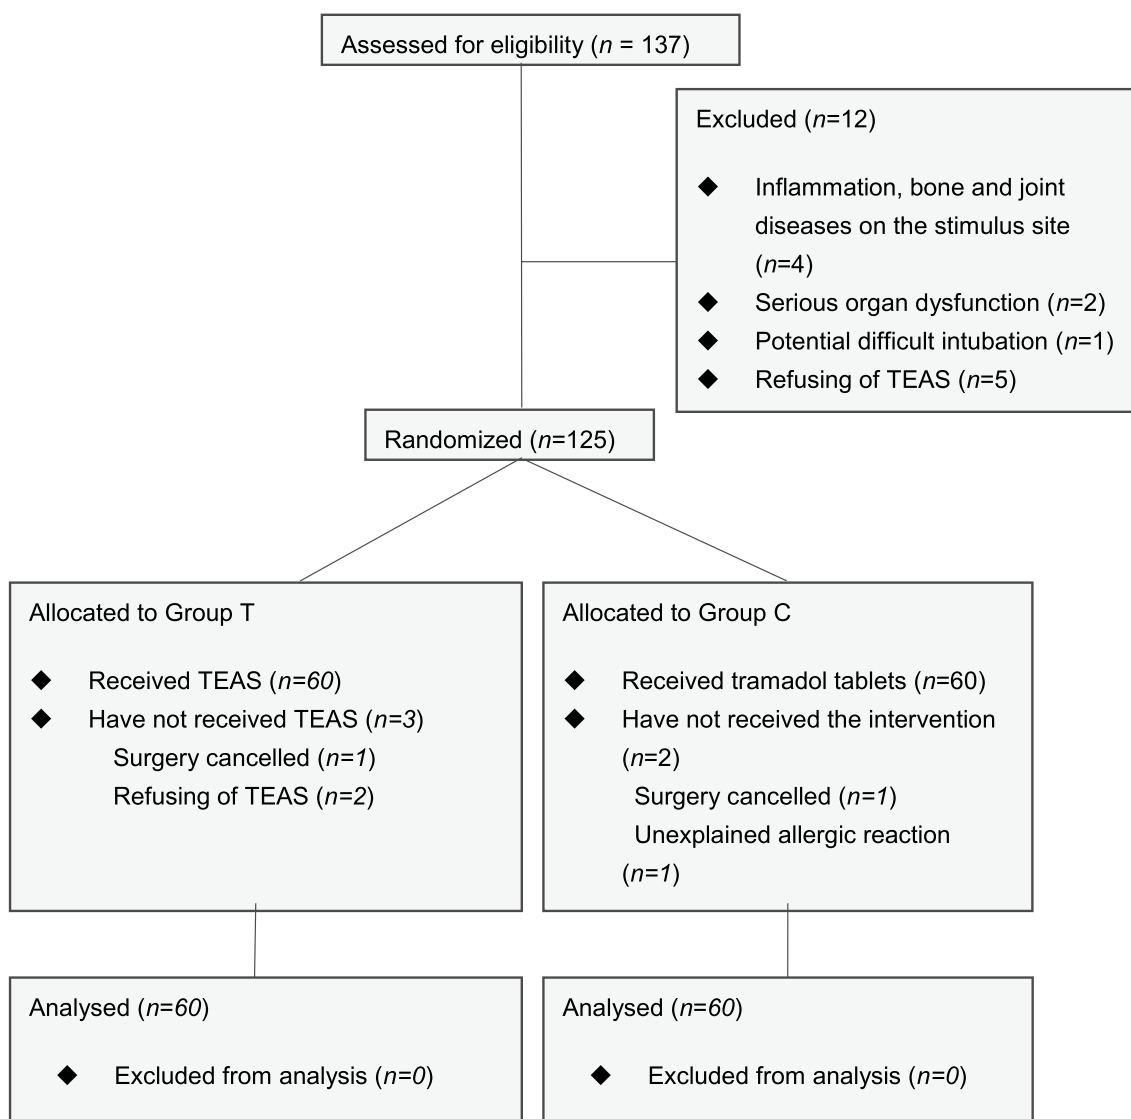 Assessed for eligibility (n = 137)
Excluded (n=12)
◆ Inflammation, bone and joint
diseases on the stimulus site
(n=4)
◆ Serious organ dysfunction (n=2)
◆ Potential difficult intubation (n=1)
◆ Refusing of TEAS (n=5)
Randomized (n=125)
Allocated to Group T
◆ Received TEAS (n=60)
◆ Have not received TEAS (n=3)
Surgery cancelled (n=1)
Refusing of TEAS (n=2)
Allocated to Group C
◆ Received tramadol tablets (n=60)
◆ Have not received the intervention
(n=2)
Surgery cancelled (n=1)
Unexplained allergic reaction
(n=1)
Analysed (n=60)
◆ Excluded from analysis (n=0)
Analysed (n=60)
◆ Excluded from analysis (n=0)